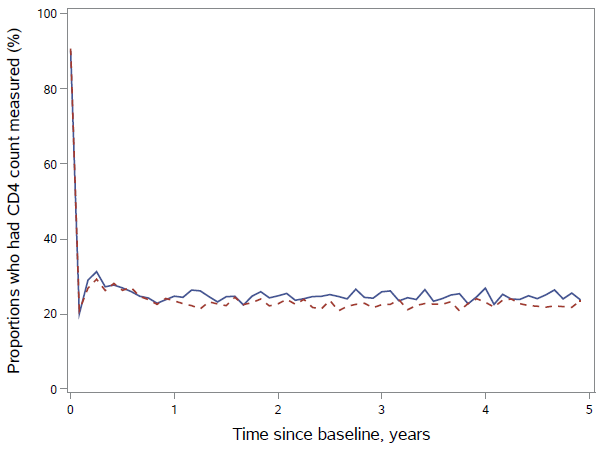 Proportions who had CD4 count measured (%)
100
80
60
40
20
0
0 1 2 3 4 5
Time since baseline, years